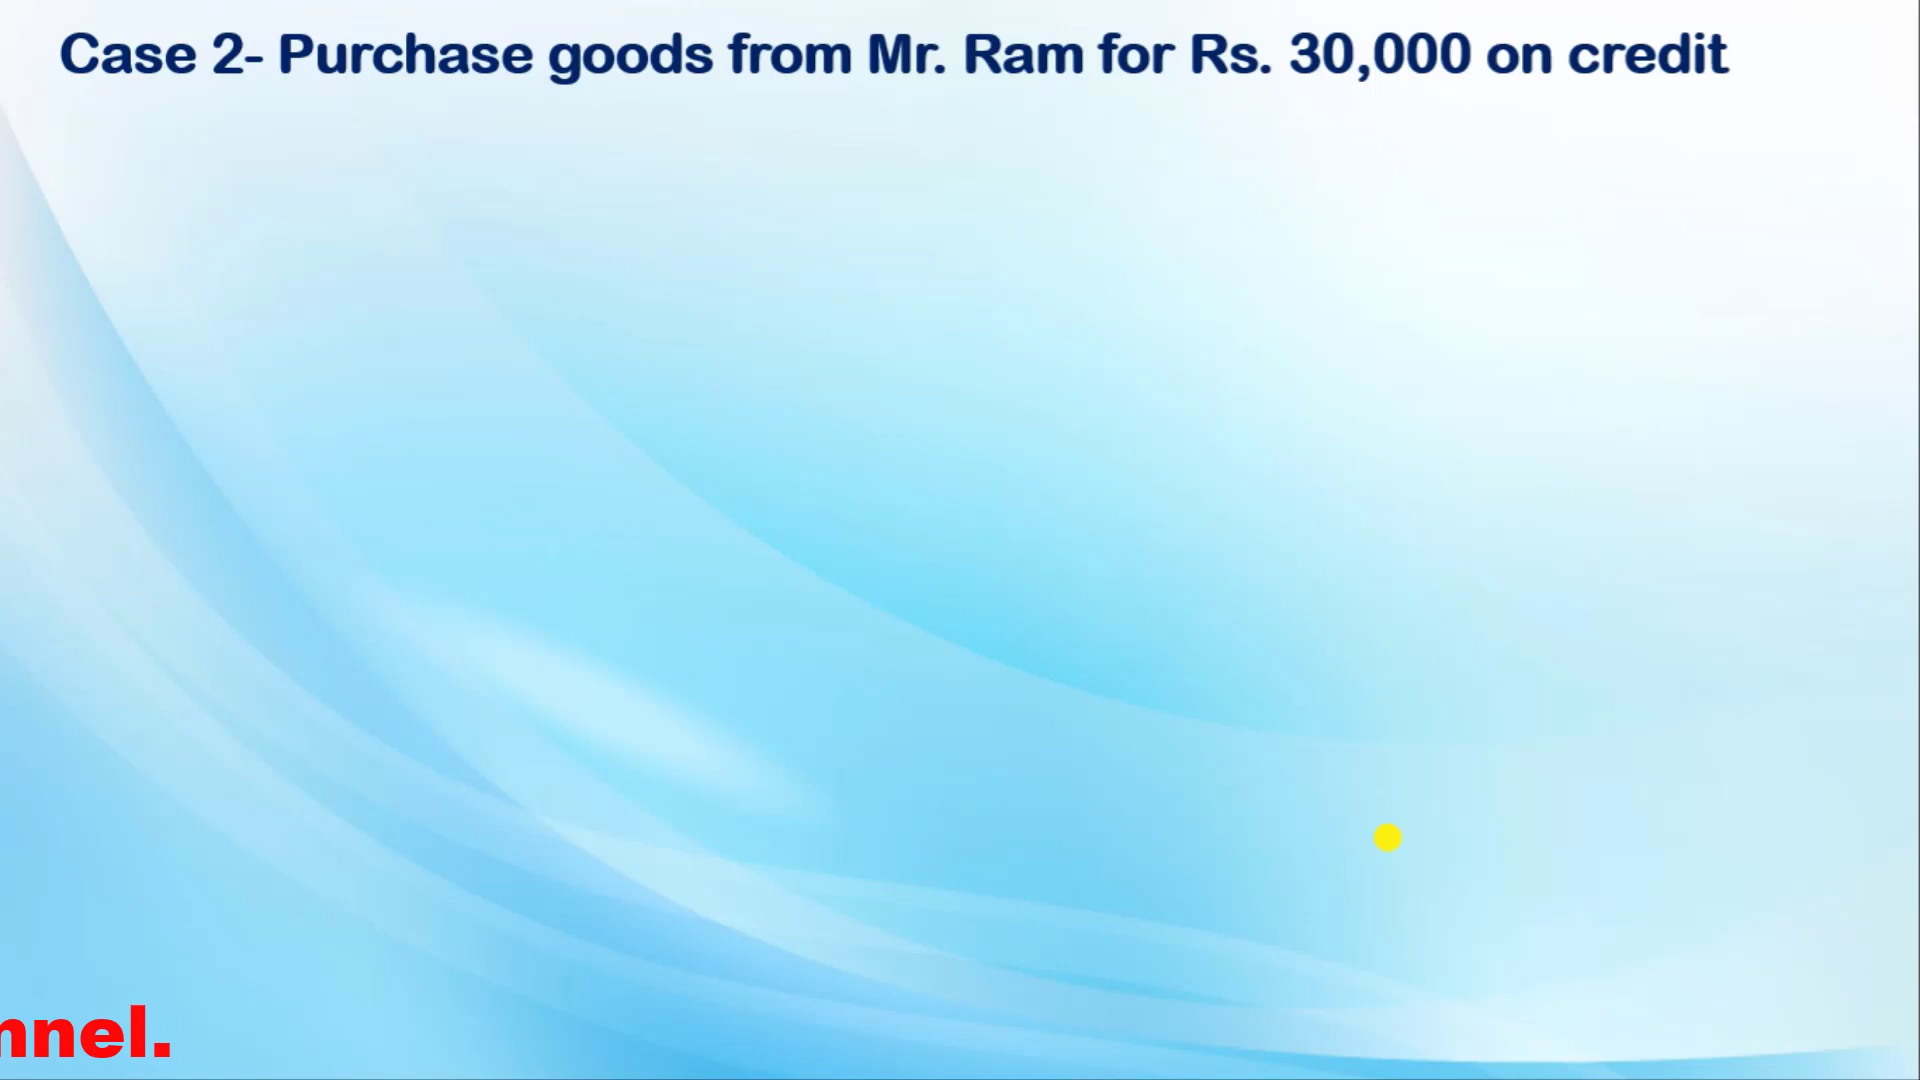 Case 2- Purchase goods from Mr. Ram for Rs. 30,000 on credit
nnel.